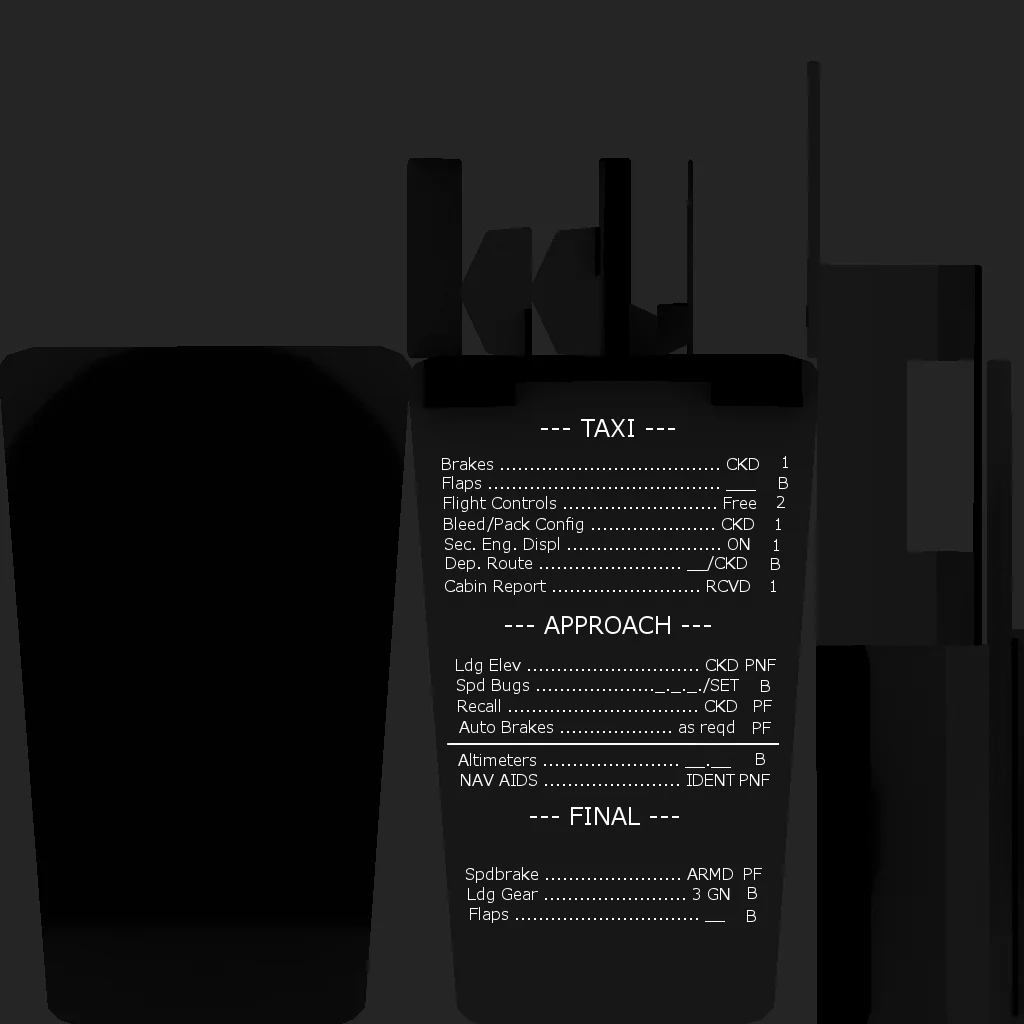 --- TAXI ---
Brakes ..................................... CKD 1
Flaps ....................................... ___ B
Flight Controls .......................... Free 2
Bleed/Pack Config ..................... CKD 1
Sec. Eng. Displ .......................... ON 1
Dep. Route ........................ __/CKD B
Cabin Report ......................... RCVD 1
--- APPROACH ---
Ldg Elev ............................. CKD PNF
Spd Bugs ...................._._._./SET B
Recall ................................ CKD PF
Auto Brakes ................... as reqd PF
Altimeters ....................... __.__ B
NAV AIDS ....................... IDENT PNF
--- FINAL ---
Spdbrake ....................... ARMD PF
Ldg Gear ........................ 3 GN B
Flaps ............................... __ B